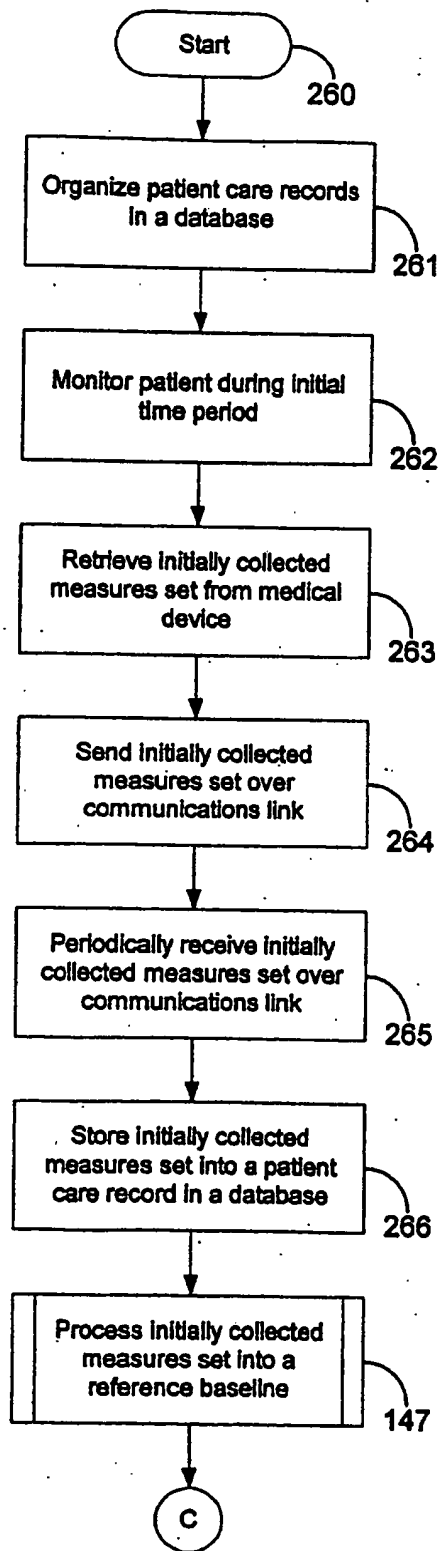 Start
260
Organize patient care records
in a database
261
Monitor patient during initial
time period
262
Retrieve initially collected
measures set from medical
device
263
Send initially collected
measures set over
communications link
264
Periodically receive initially
collected measures set over
communications link
265
Store initially collected
measures set into a patient
care record in a database
266
Process initially collected
measures set into a
reference baseline
147
C